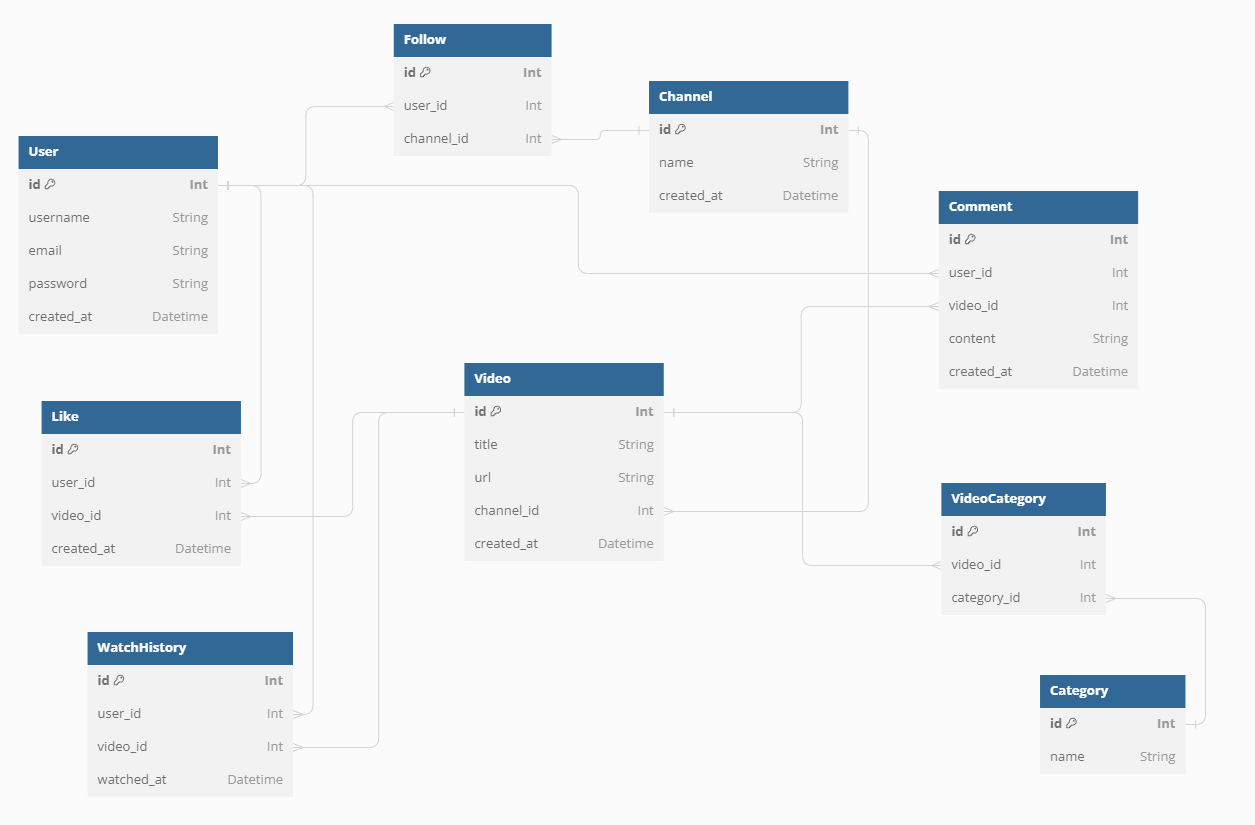 Follow
id Int
user_id Int
channel_id Int
Channel
id Int
name String
created_at Datetime
User
id Int
username String
email String
password String
created_at Datetime
Comment
id Int
user_id Int
video_id Int
content String
created_at Datetime
Video
id Int
title String
url String
channel_id Int
created_at Datetime
Like
id Int
user_id Int
video_id Int
created_at Datetime
VideoCategory
id Int
video_id Int
category_id Int
WatchHistory
id Int
user_id Int
video_id Int
watched_at Datetime
Category
id Int
name String